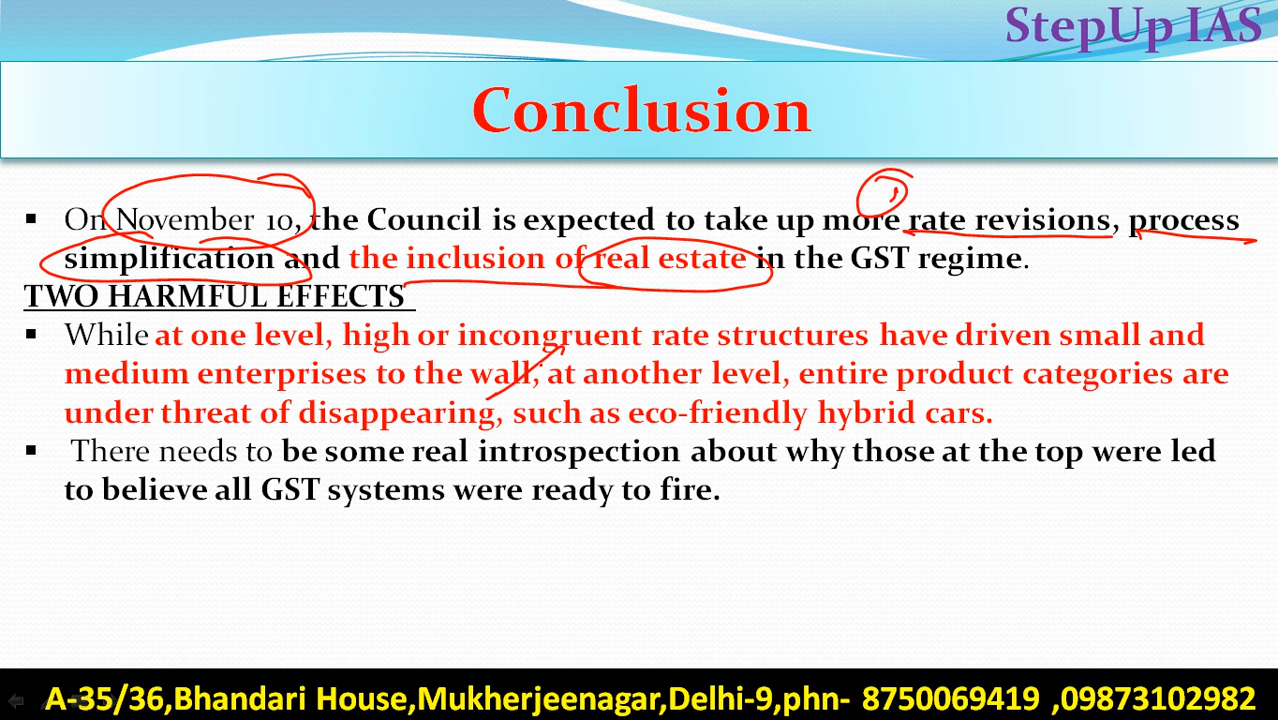 StepUp IAS
Conclusion
▪ On November 10, the Council is expected to take up more rate revisions, process
simplification and the inclusion of real estate in the GST regime.
TWO HARMFUL EFFECTS
▪ While at one level, high or incongruent rate structures have driven small and
medium enterprises to the wall; at another level, entire product categories are
under threat of disappearing, such as eco-friendly hybrid cars.
▪ There needs to be some real introspection about why those at the top were led
to believe all GST systems were ready to fire.
A-35/36,Bhandari House,Mukherjeenagar,Delhi-9,phn- 8750069419 ,09873102982